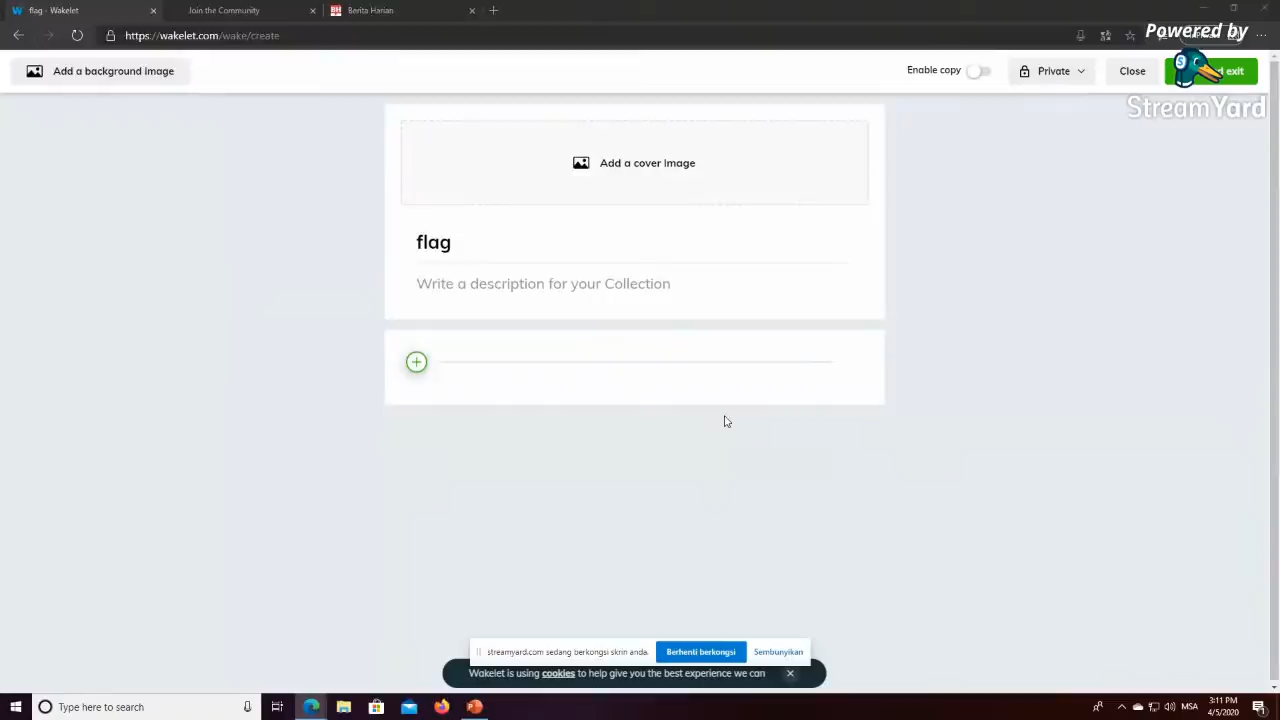 flag - Wakelet
Join the Community
Berita Harian
https://wakelet.com/wake/create
Powered by
StreamYard
Add a background image
Enable copy
Private
Close
exit
Add a cover image
flag
Write a description for your Collection
streamyard.com sedang berkongsi skrin anda.
Berhenti berkongsi
Sembunyikan
Wakelet is using cookies to help give you the best experience we can
Type here to search
3:11 PM
4/5/2020